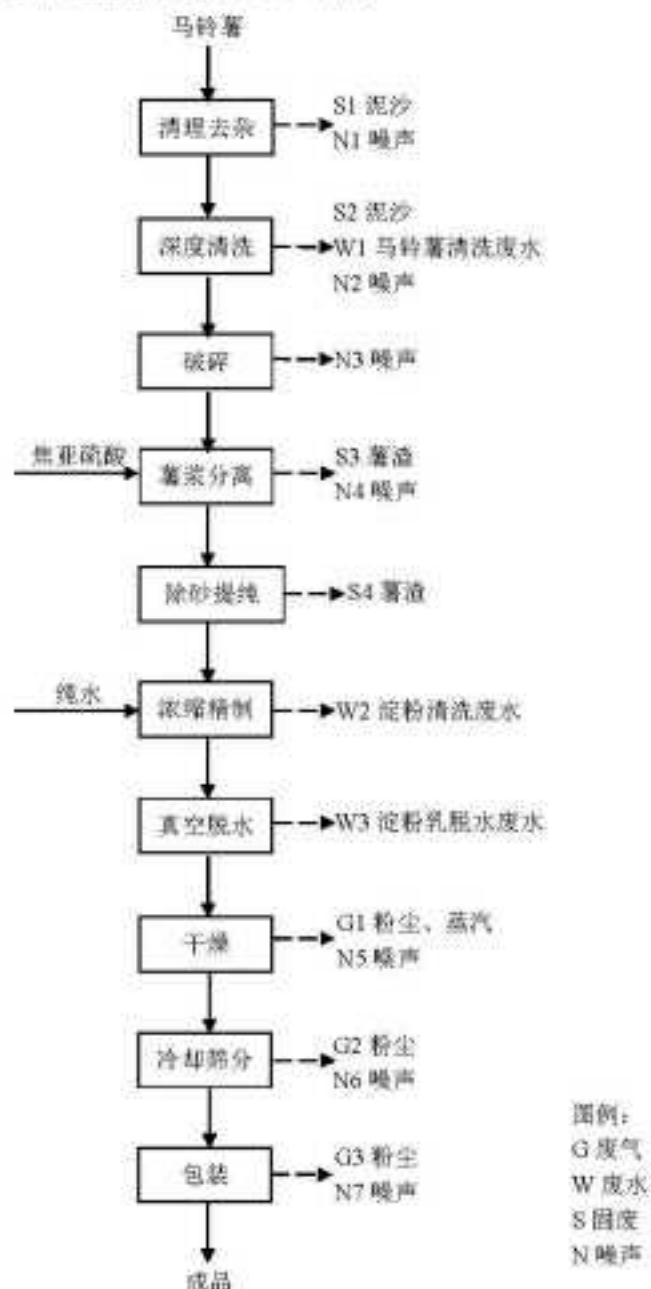 马铃薯
清理去杂
S1 泥沙
N1 噪声
深度清洗
S2 泥沙
W1 马铃薯清洗废水
N2 噪声
破碎
N3 噪声
焦亚硫酸
薯浆分离
S3 薯渣
N4 噪声
除砂提纯
S4 薯渣
纯水
浓缩精制
W2 淀粉清洗废水
真空脱水
W3 淀粉乳脱水废水
干燥
G1 粉尘、蒸汽
N5 噪声
冷却筛分
G2 粉尘
N6 噪声
包装
G3 粉尘
N7 噪声
成品
图例：
G 废气
W 废水
S 固废
N 噪声